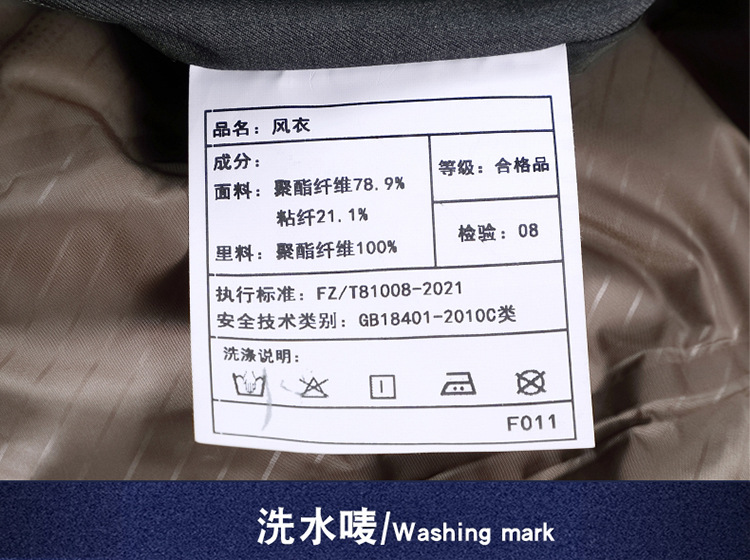 品名：风衣
成分：
面料：聚酯纤维78.9%
粘纤21.1%
里料：聚酯纤维100%
等级：合格品
检验：08
执行标准：FZ/T81008-2021
安全技术类别：GB18401-2010C类
洗涤说明：
F011
洗水唛/Washing mark